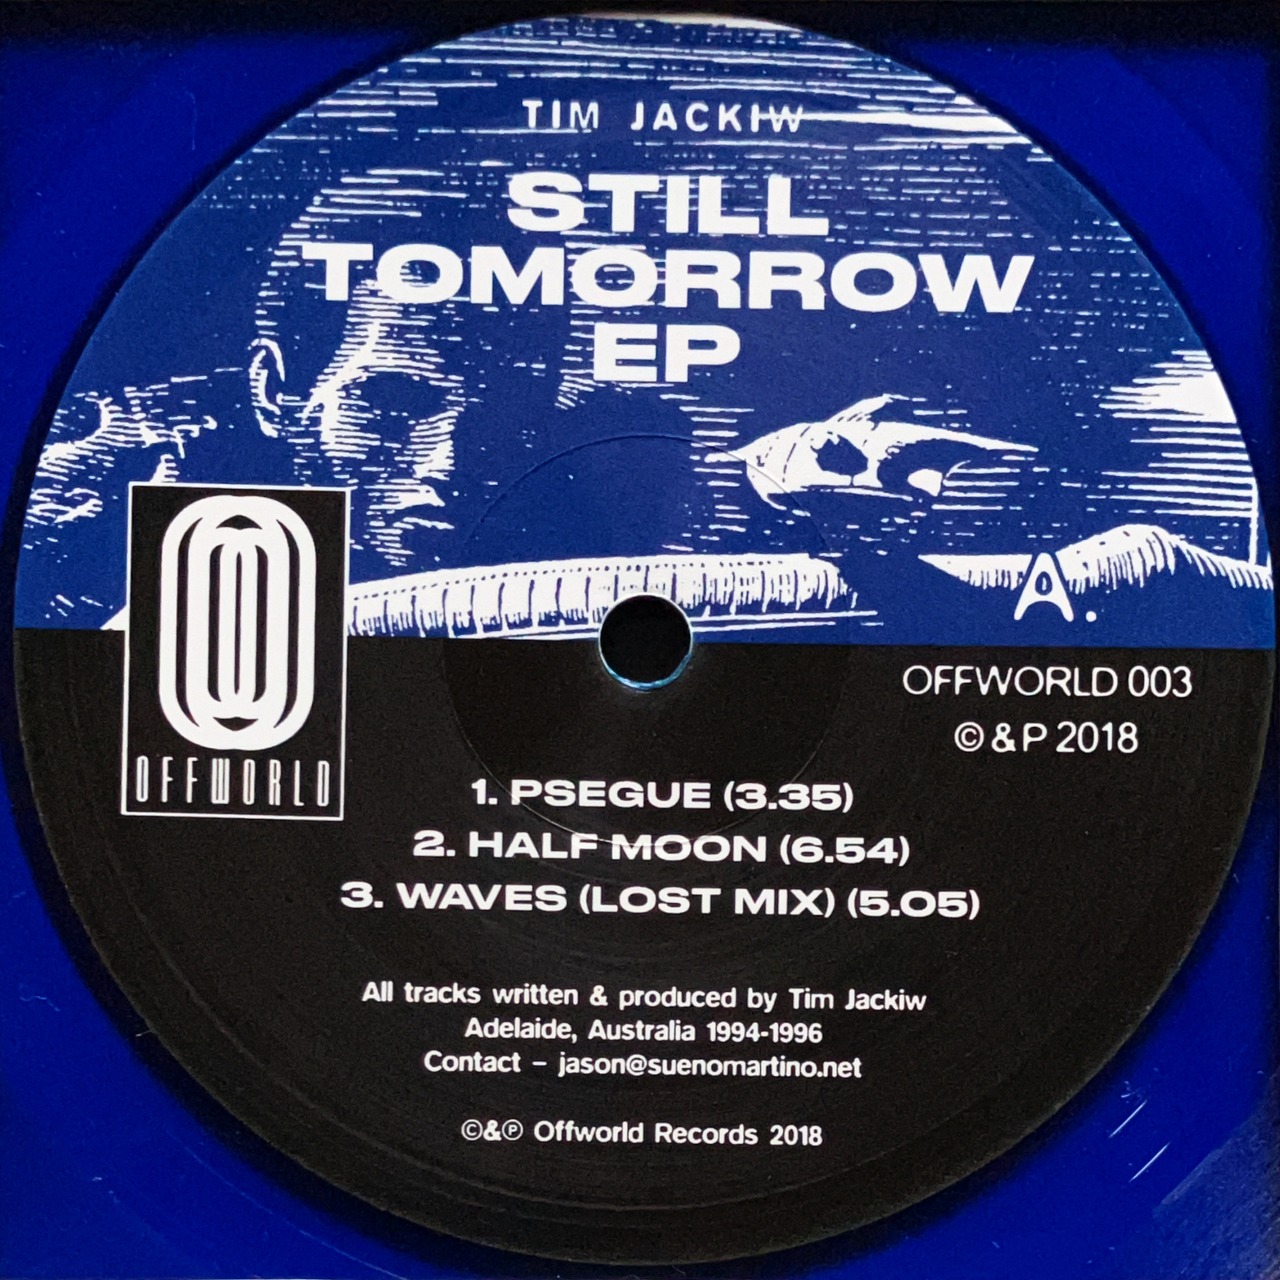 TIM JACKIW
STILL
TOMORROW
EP
A.
OFFWORLD
OFFWORLD 003
© & P 2018
1. PSEGUE (3.35)
2. HALF MOON (6.54)
3. WAVES (LOST MIX) (5.05)
All tracks written & produced by Tim Jackiw
Adelaide, Australia 1994-1996
Contact – jason@suenomartino.net
©&℗ Offworld Records 2018